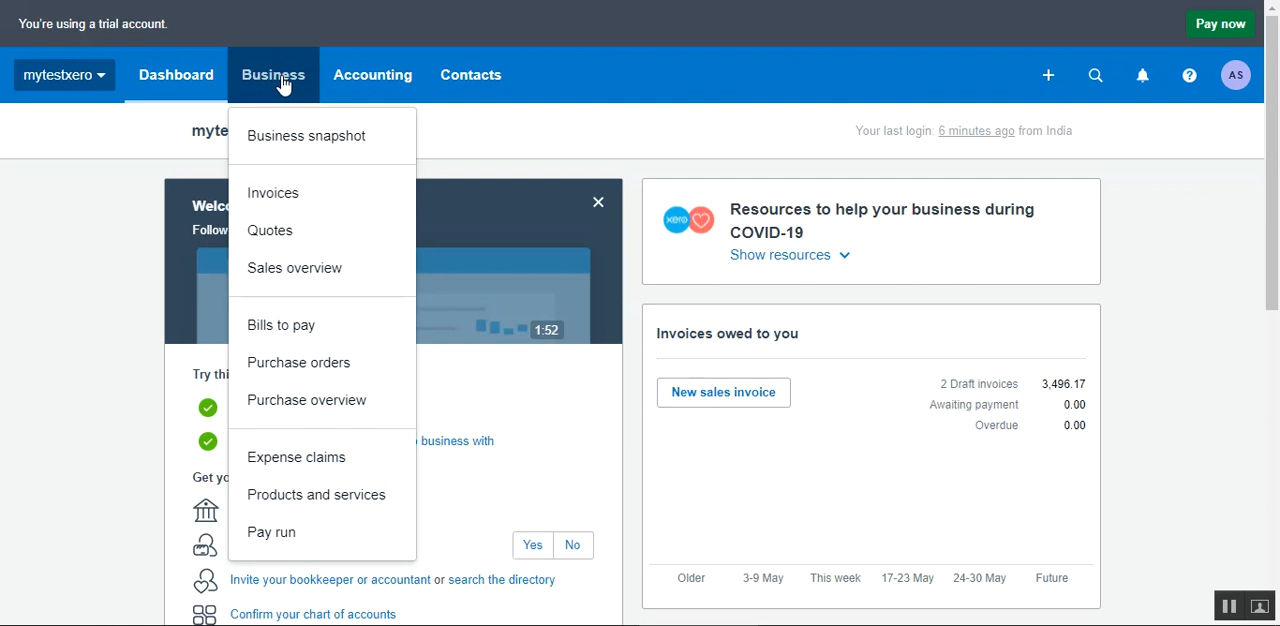 You're using a trial account.
Pay now
mytestxero
Dashboard
Business
Accounting
Contacts
AS
myte
Your last login: 6 minutes ago from India
Business snapshot
Invoices
Quotes
Sales overview
Bills to pay
Purchase orders
Purchase overview
Expense claims
Products and services
Pay run
Welc
Follow
1:52
Try thi
business with
Get yo
Yes
No
Invite your bookkeeper or accountant or search the directory
Confirm your chart of accounts
xero
Resources to help your business during
COVID-19
Show resources
Invoices owed to you
New sales invoice
2 Draft invoices 3,496.17
Awaiting payment 0.00
Overdue 0.00
Older 3-9 May This week 17-23 May 24-30 May Future